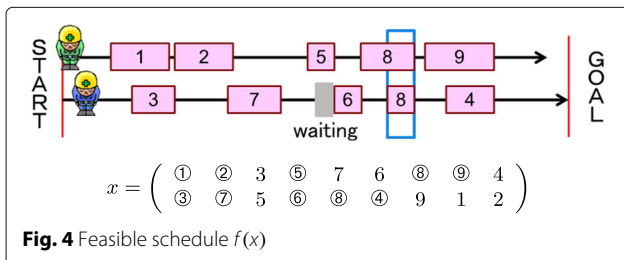 START
1 2 5 8 9
3 7 6 8 4
waiting
GOAL
x = ( ① ② 3 ⑤ 7 6 ⑧ ⑨ 4
③ ⑦ 5 ⑥ ⑧ ④ 9 1 2 )
Fig. 4 Feasible schedule f(x)